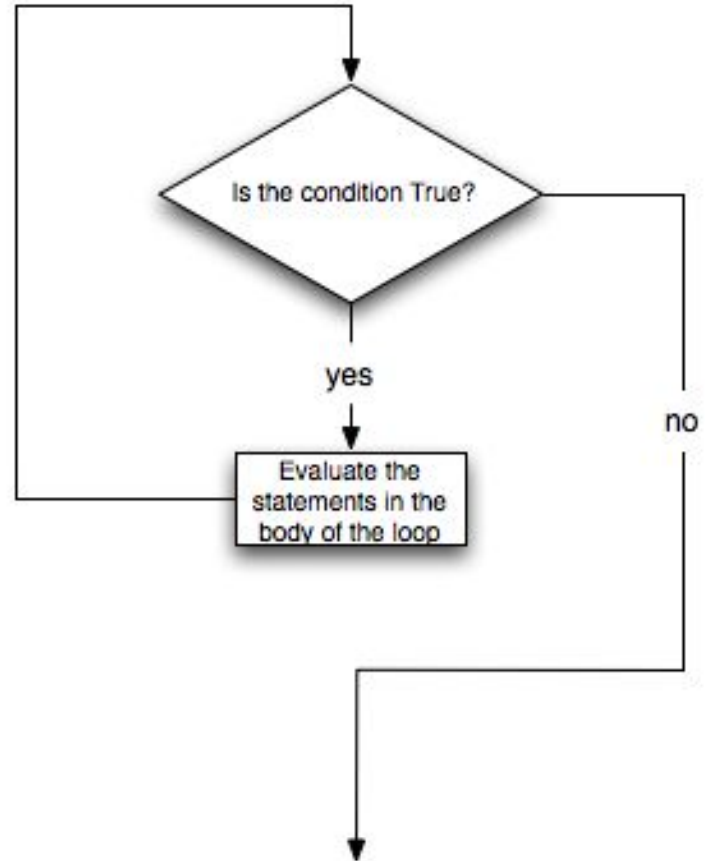 Is the condition True?
yes
no
Evaluate the
statements in the
body of the loop